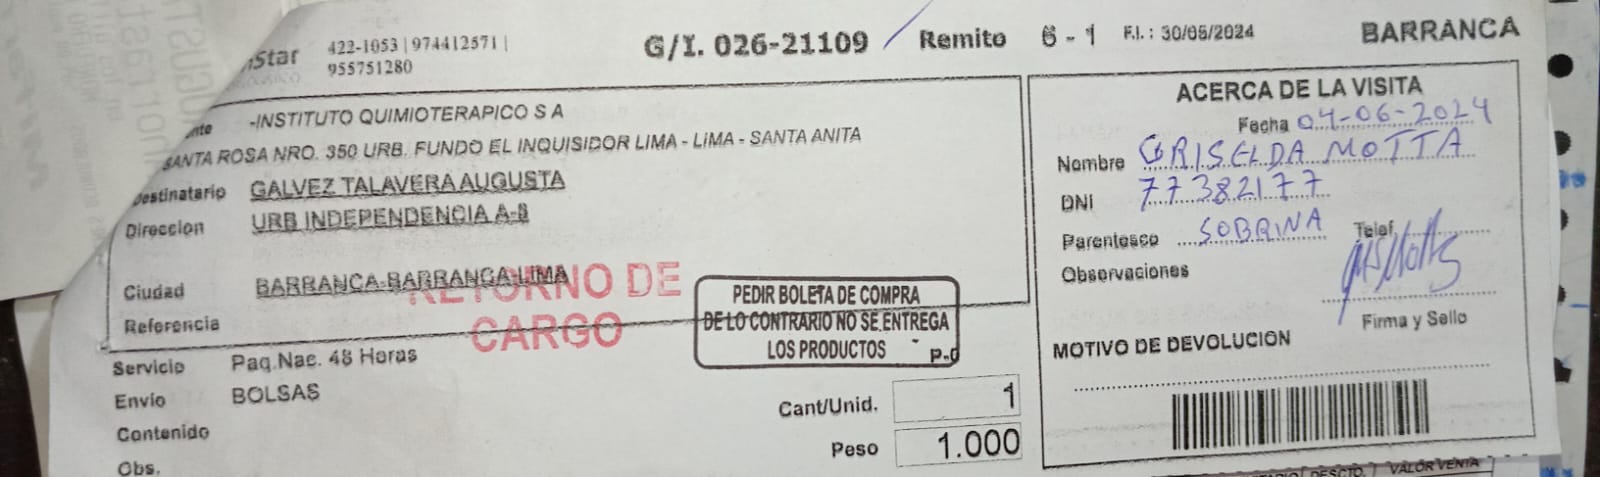 Star
422-1053 | 974412571 |
955751280
G/I. 026-21109
Remito 6 - 1 F.I. : 30/05/2024
BARRANCA
-INSTITUTO QUIMIOTERAPICO S A
SANTA ROSA NRO. 350 URB. FUNDO EL INQUISIDOR LIMA - LIMA - SANTA ANITA
Destinatario GALVEZ TALAVERA AUGUSTA
Direccion URB INDEPENDENCIA A-8
Ciudad BARRANCA-BARRANCA-LIMA
Referencia
RETORNO DE
CARGO
PEDIR BOLETA DE COMPRA
DE LO CONTRARIO NO SE ENTREGA
LOS PRODUCTOS
Servicio Paq.Nac. 48 Horas
Envío BOLSAS
Contenido
Obs.
Cant/Unid. 1
Peso 1.000
ACERCA DE LA VISITA
Fecha 04-06-2024
Nombre GRISELDA MOTTA
DNI 77382177
Parentesco SOBRINA Telef.
Observaciones
Firma y Sello
MOTIVO DE DEVOLUCION
DESCTO. VALOR VENTA